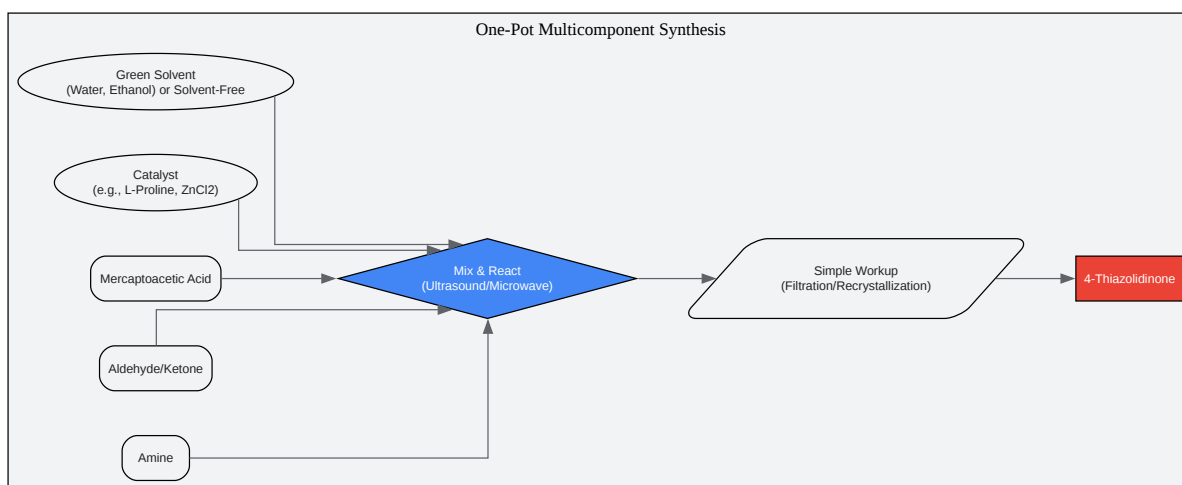 One-Pot Multicomponent Synthesis
Green Solvent
(Water, Ethanol) or Solvent-Free
Catalyst
(e.g., L-Proline, ZnCl2)
Mercaptoacetic Acid
Aldehyde/Ketone
Amine
Mix & React
(Ultrasound/Microwave)
Simple Workup
(Filtration/Recrystallization)
4-Thiazolidinone